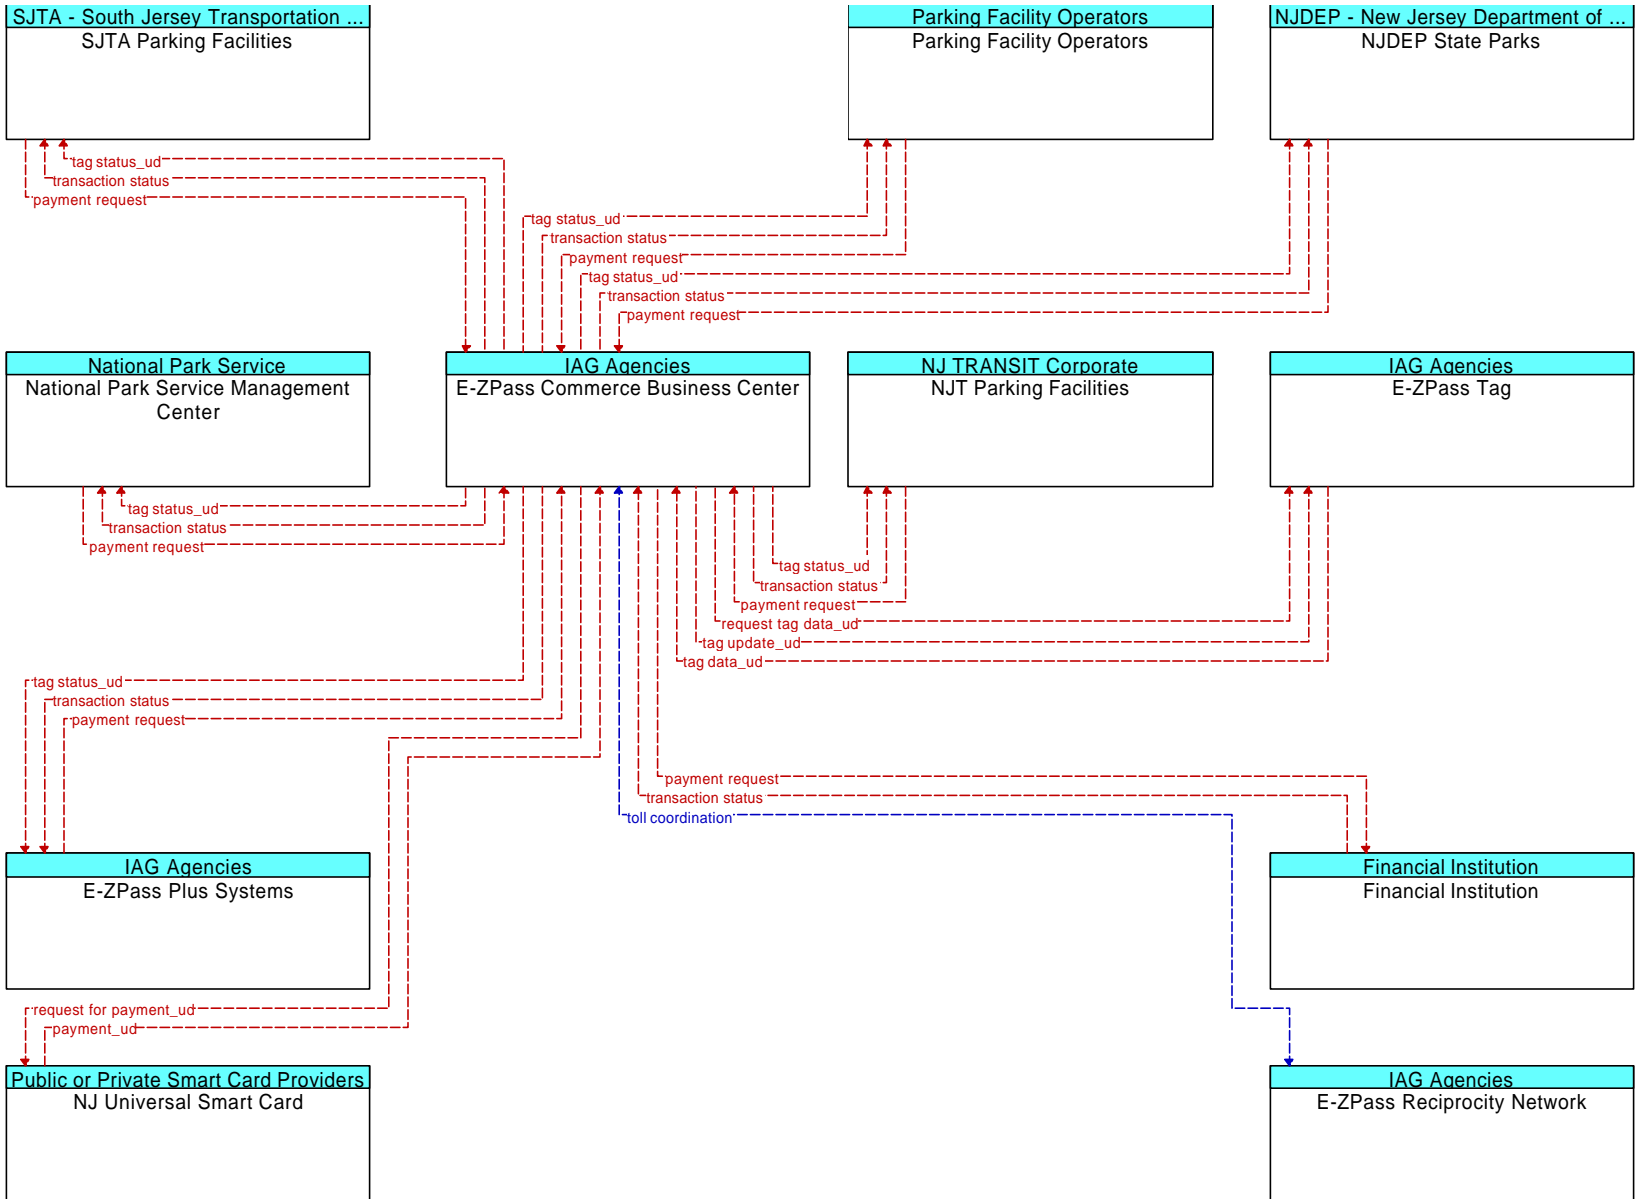 SJTA - South Jersey Transportation ...
SJTA Parking Facilities
Parking Facility Operators
Parking Facility Operators
NJDEP - New Jersey Department of ...
NJDEP State Parks
tag status_ud
transaction status
payment request
tag status_ud
transaction status
payment request
tag status_ud
transaction status
payment request
National Park Service
National Park Service Management
Center
IAG Agencies
E-ZPass Commerce Business Center
NJ TRANSIT Corporate
NJT Parking Facilities
IAG Agencies
E-ZPass Tag
tag status_ud
transaction status
payment request
tag status_ud
transaction status
payment request
request tag data_ud
tag update_ud
tag data_ud
tag status_ud
transaction status
payment request
payment request
transaction status
toll coordination
IAG Agencies
E-ZPass Plus Systems
Financial Institution
Financial Institution
request for payment_ud
payment_ud
Public or Private Smart Card Providers
NJ Universal Smart Card
IAG Agencies
E-ZPass Reciprocity Network